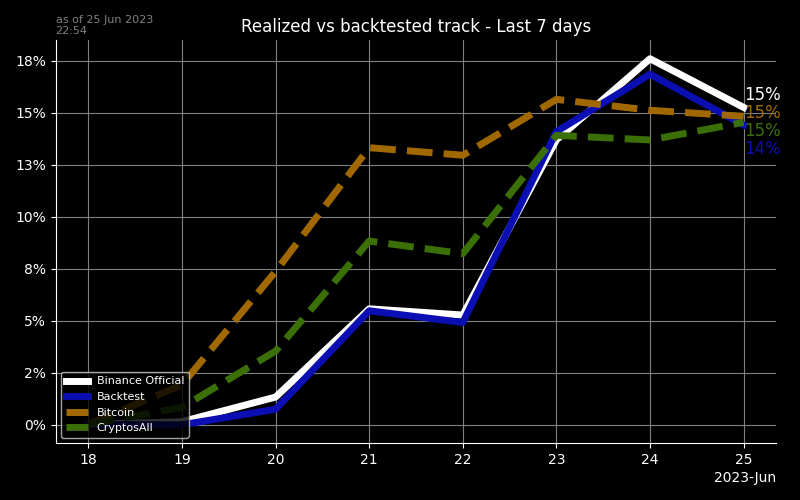 as of 25 Jun 2023
22:54
Realized vs backtested track - Last 7 days
18%
15%
13%
10%
8%
5%
2%
0%
15%
15%
15%
14%
Binance Official
Backtest
Bitcoin
CryptosAll
18 19 20 21 22 23 24 25
2023-Jun